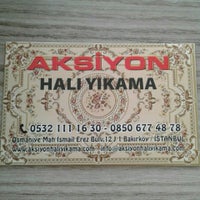 AKSİYON
HALI YIKAMA
0532 111 16 30 - 0850 677 48 78
Osmaniye Mah İsmail Erez Bulv. 12 J 1 Bakırköy - İSTANBUL
www.aksiyonhaliyikama.com info@aksiyonhaliyikama.com